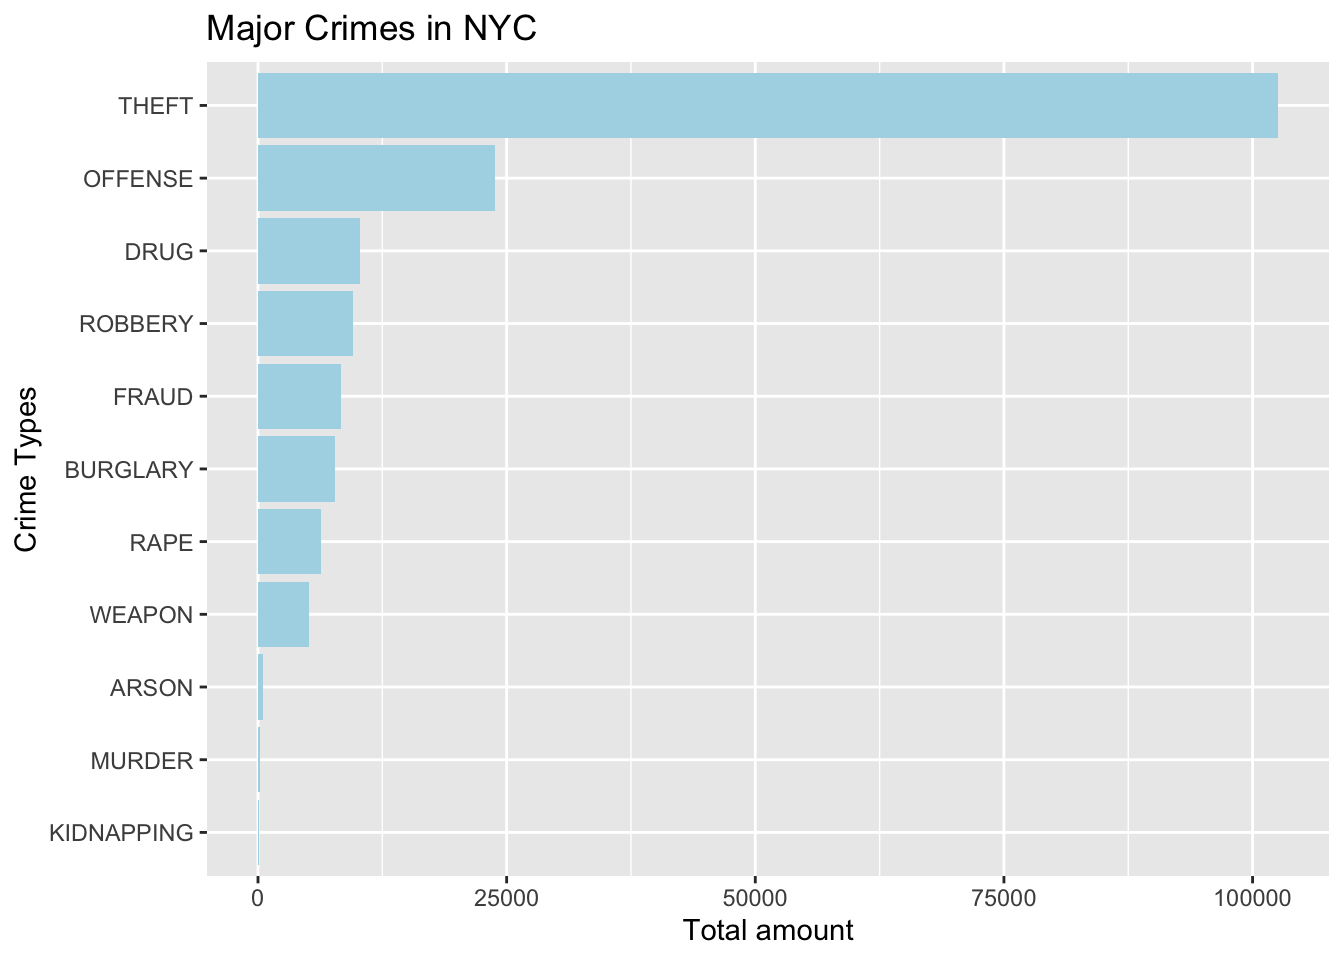 Major Crimes in NYC
THEFT
OFFENSE
DRUG
ROBBERY
FRAUD
BURGLARY
RAPE
WEAPON
ARSON
MURDER
KIDNAPPING
Crime Types
0 25000 50000 75000 100000
Total amount